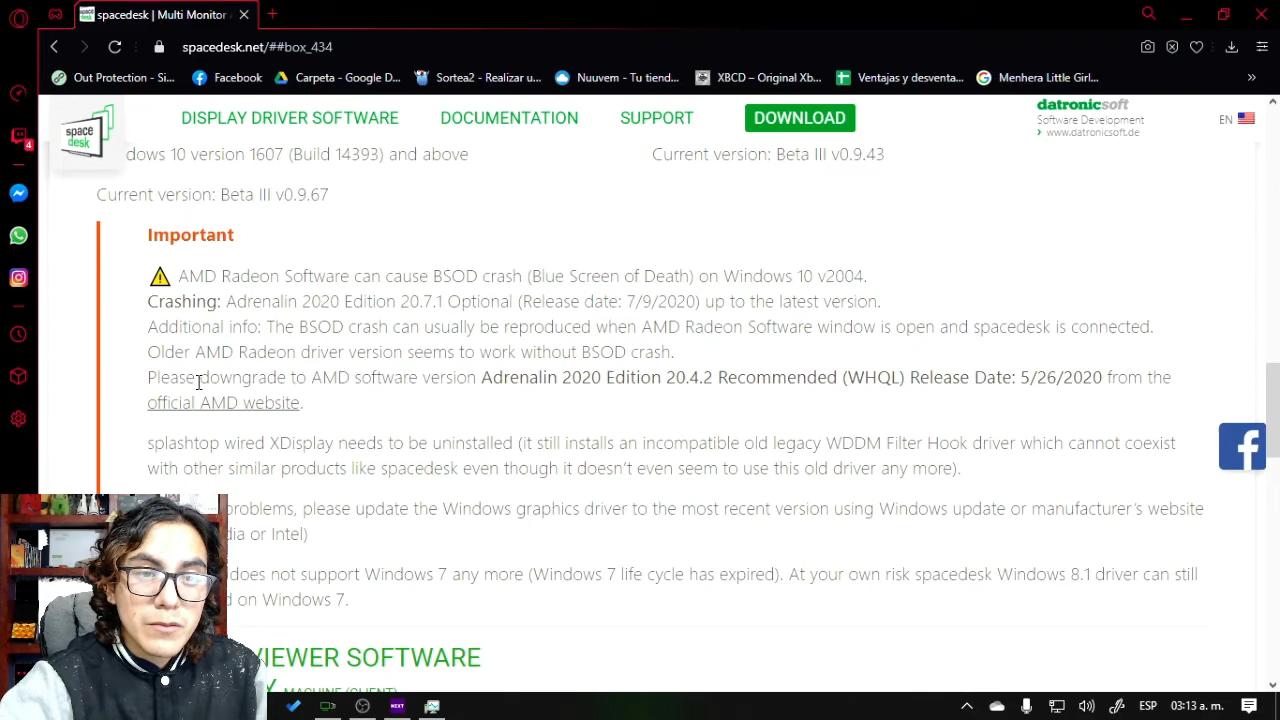 spacedesk | Multi Monitor
spacedesk.net/##box_434
Out Protection - Si...
Facebook
Carpeta - Google D...
Sortea2 - Realizar u...
Nuuvem - Tu tiend...
XBCD – Original Xb...
Ventajas y desventa...
Menhera Little Girl...
»
space
desk
DISPLAY DRIVER SOFTWARE
DOCUMENTATION
SUPPORT
DOWNLOAD
datronicsoft
Software Development
› www.datronicsoft.de
EN
dows 10 version 1607 (Build 14393) and above
Current version: Beta III v0.9.43
Current version: Beta III v0.9.67
Important
AMD Radeon Software can cause BSOD crash (Blue Screen of Death) on Windows 10 v2004.
Crashing: Adrenalin 2020 Edition 20.7.1 Optional (Release date: 7/9/2020) up to the latest version.
Additional info: The BSOD crash can usually be reproduced when AMD Radeon Software window is open and spacedesk is connected.
Older AMD Radeon driver version seems to work without BSOD crash.
Please downgrade to AMD software version Adrenalin 2020 Edition 20.4.2 Recommended (WHQL) Release Date: 5/26/2020 from the
official AMD website.
splashtop wired XDisplay needs to be uninstalled (it still installs an incompatible old legacy WDDM Filter Hook driver which cannot coexist
with other similar products like spacedesk even though it doesn't even seem to use this old driver any more).
problems, please update the Windows graphics driver to the most recent version using Windows update or manufacturer's website
dia or Intel)
does not support Windows 7 any more (Windows 7 life cycle has expired). At your own risk spacedesk Windows 8.1 driver can still
d on Windows 7.
IEWER SOFTWARE
Y MACHINE (CLIENT)
4
NEXT
ESP
03:13 a. m.